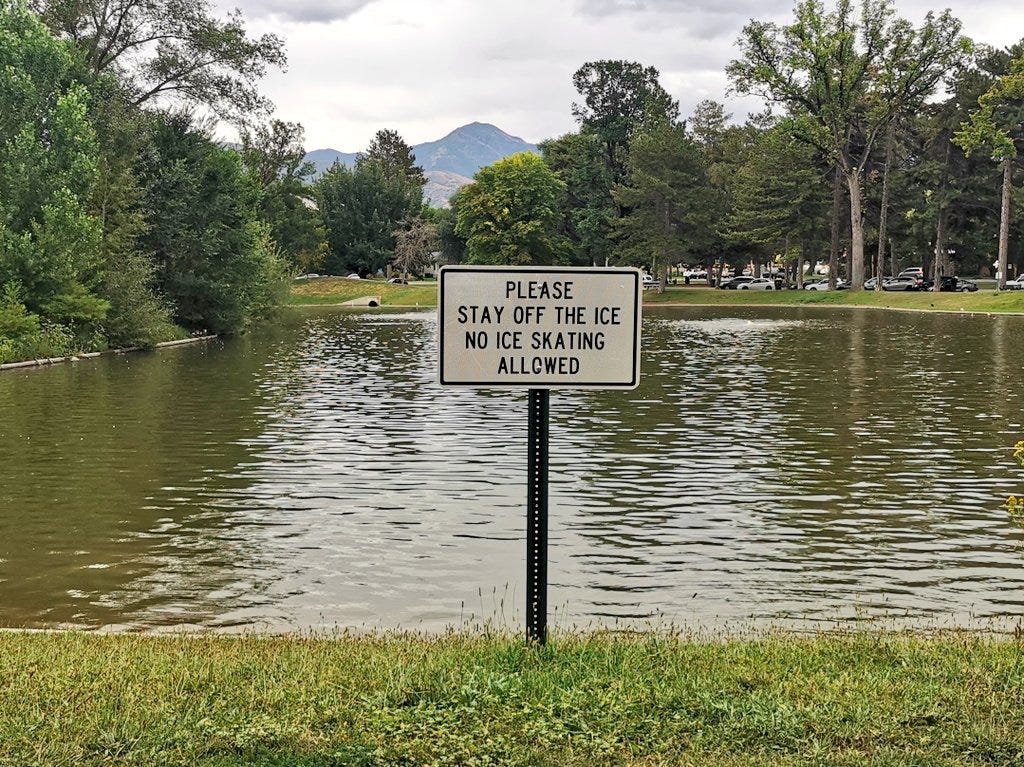 PLEASE
STAY OFF THE ICE
NO ICE SKATING
ALLOWED